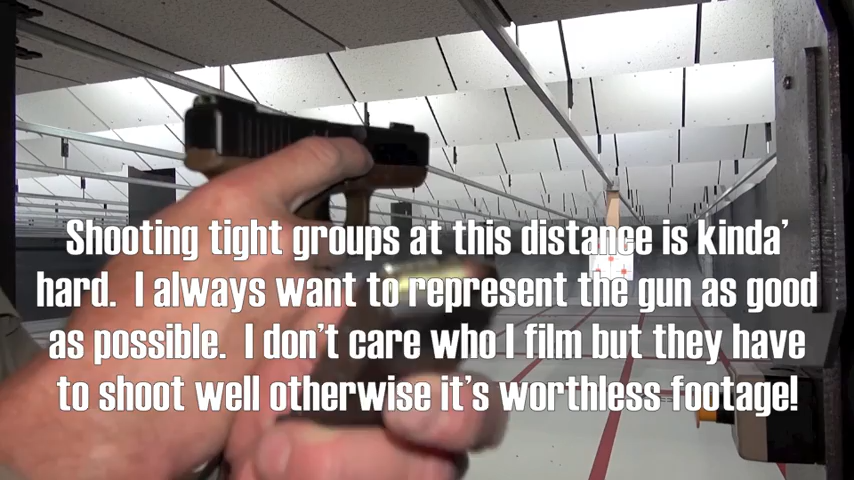 Shooting tight groups at this distance is kinda'
hard.  I always want to represent the gun as good
as possible.  I don't care who I film but they have
to shoot well otherwise it's worthless footage!